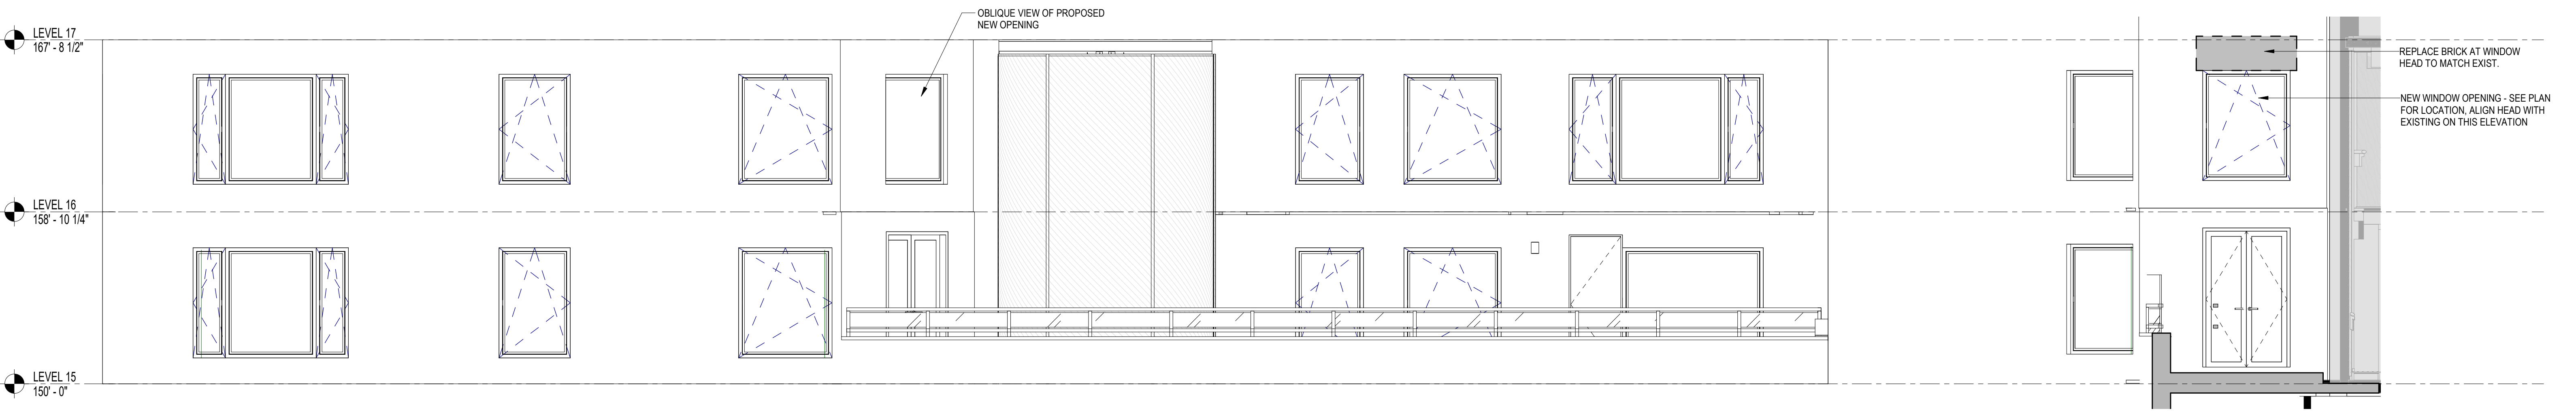 OBLIQUE VIEW OF PROPOSED
NEW OPENING
LEVEL 17
167' - 8 1/2"
REPLACE BRICK AT WINDOW
HEAD TO MATCH EXIST.
NEW WINDOW OPENING - SEE PLAN
FOR LOCATION, ALIGN HEAD WITH
EXISTING ON THIS ELEVATION
LEVEL 16
158' - 10 1/4"
LEVEL 15
150' - 0"